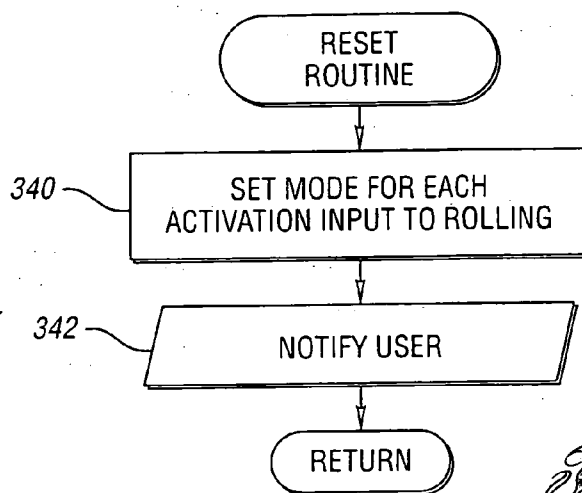 RESET
ROUTINE
340
SET MODE FOR EACH
ACTIVATION INPUT TO ROLLING
342
NOTIFY USER
RETURN